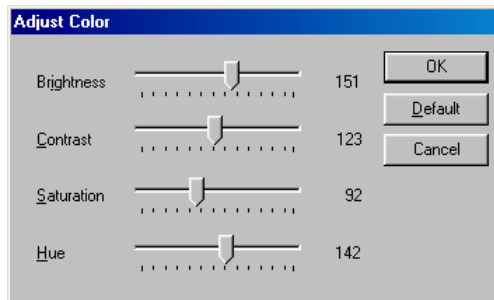 Adjust Color
Brightness 151 OK
Default
Contrast 123
Cancel
Saturation 92
Hue 142